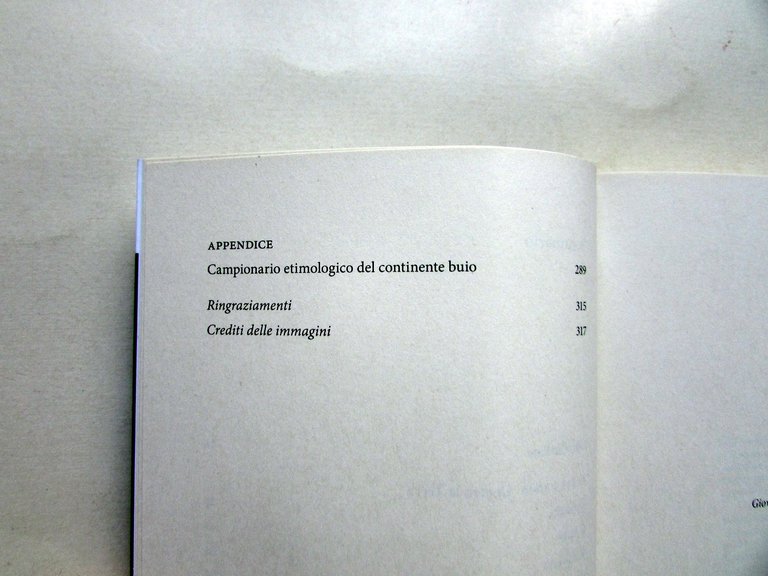 APPENDICE
Campionario etimologico del continente buio 289
Ringraziamenti 315
Crediti delle immagini 317